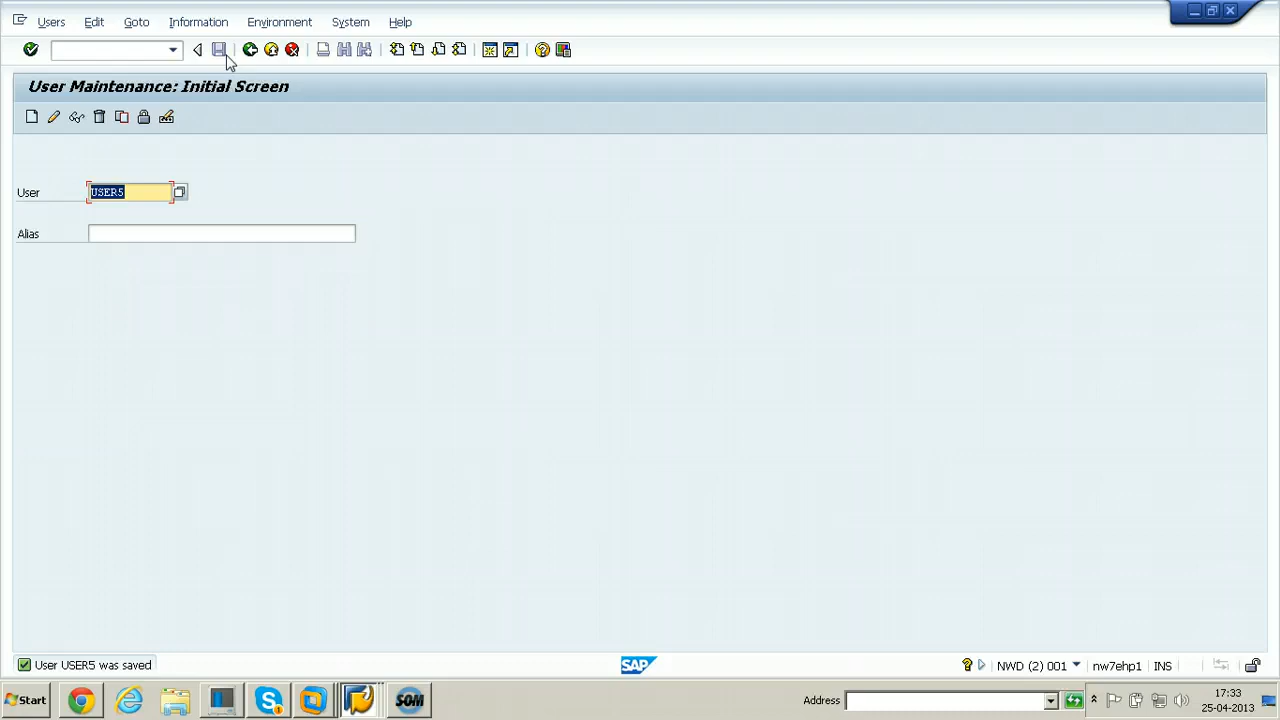 Users Edit Goto Information Environment System Help
User Maintenance: Initial Screen
User USER5
Alias
User USER5 was saved
SAP
NWD (2) 001
nw7ehp1
INS
Start
SOM
Address
17:33
25-04-2013